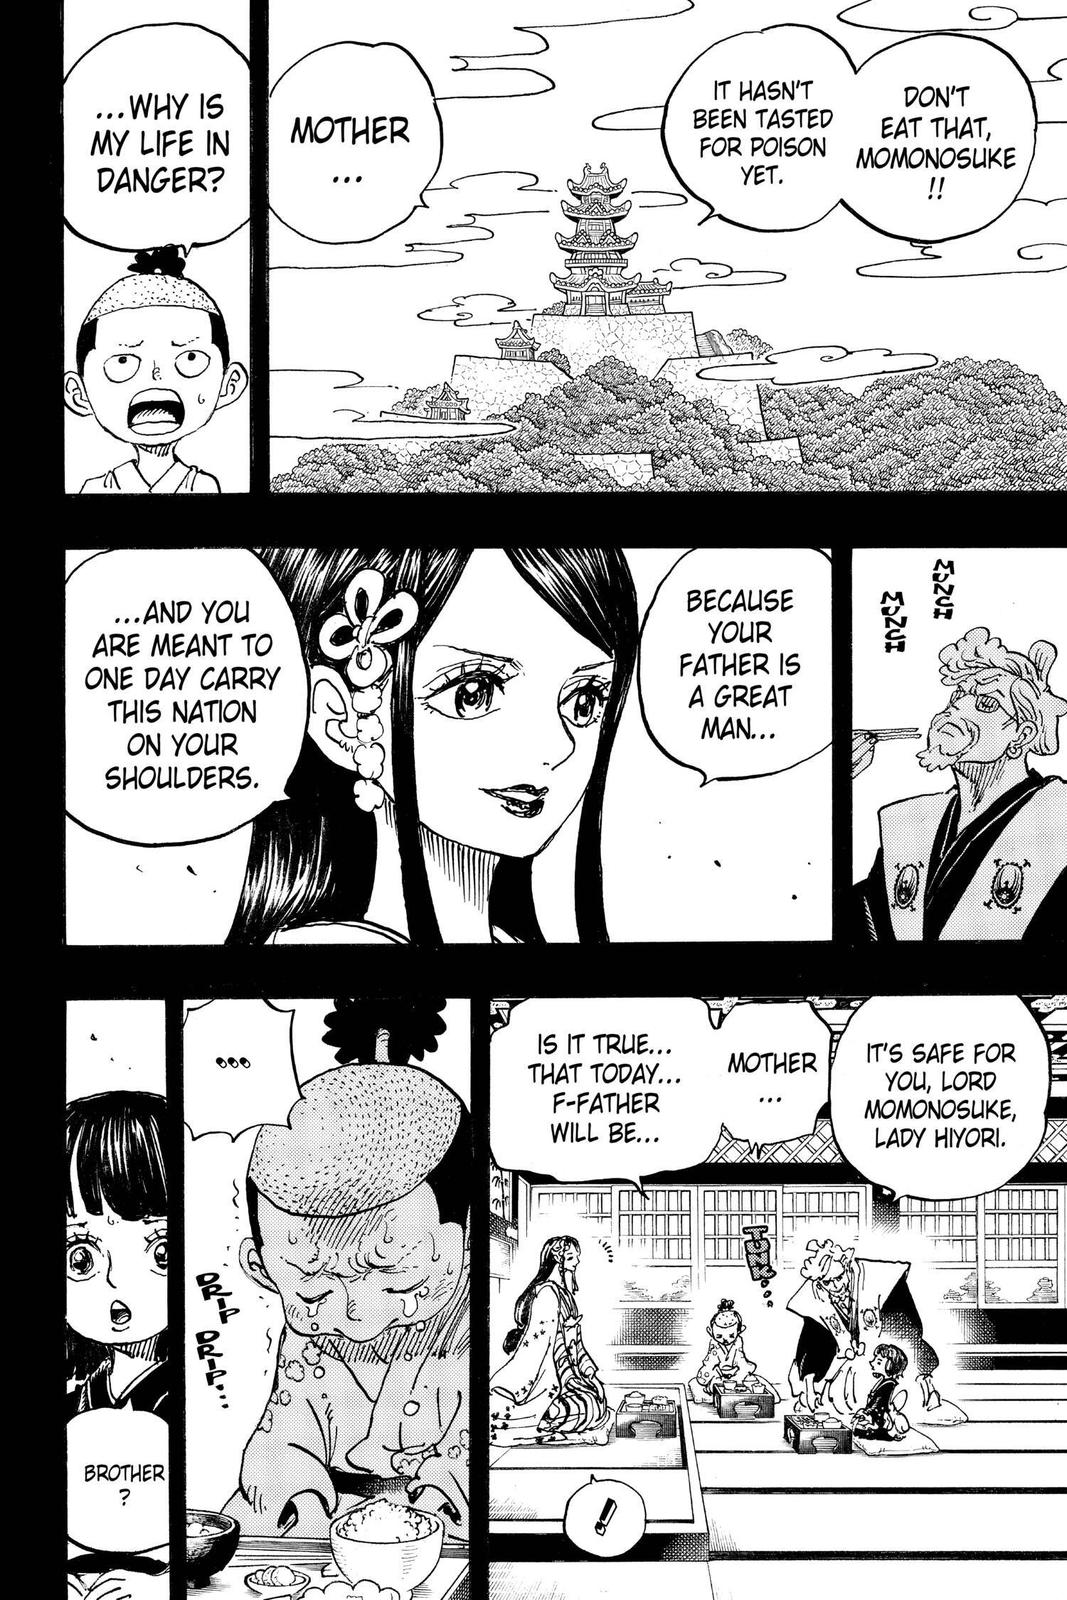 DON'T
EAT THAT,
MOMONOSUKE
!!
IT HASN'T
BEEN TASTED
FOR POISON
YET.
MOTHER
...
...WHY IS
MY LIFE IN
DANGER?
MUNCH
MUNCH
BECAUSE
YOUR
FATHER IS
A GREAT
MAN...
...AND YOU
ARE MEANT TO
ONE DAY CARRY
THIS NATION
ON YOUR
SHOULDERS.
IT'S SAFE FOR
YOU, LORD
MOMONOSUKE,
LADY HIYORI.
MOTHER
...
IS IT TRUE...
THAT TODAY...
F-FATHER
WILL BE...
!
...
DRIP
DRIP...
BROTHER
?